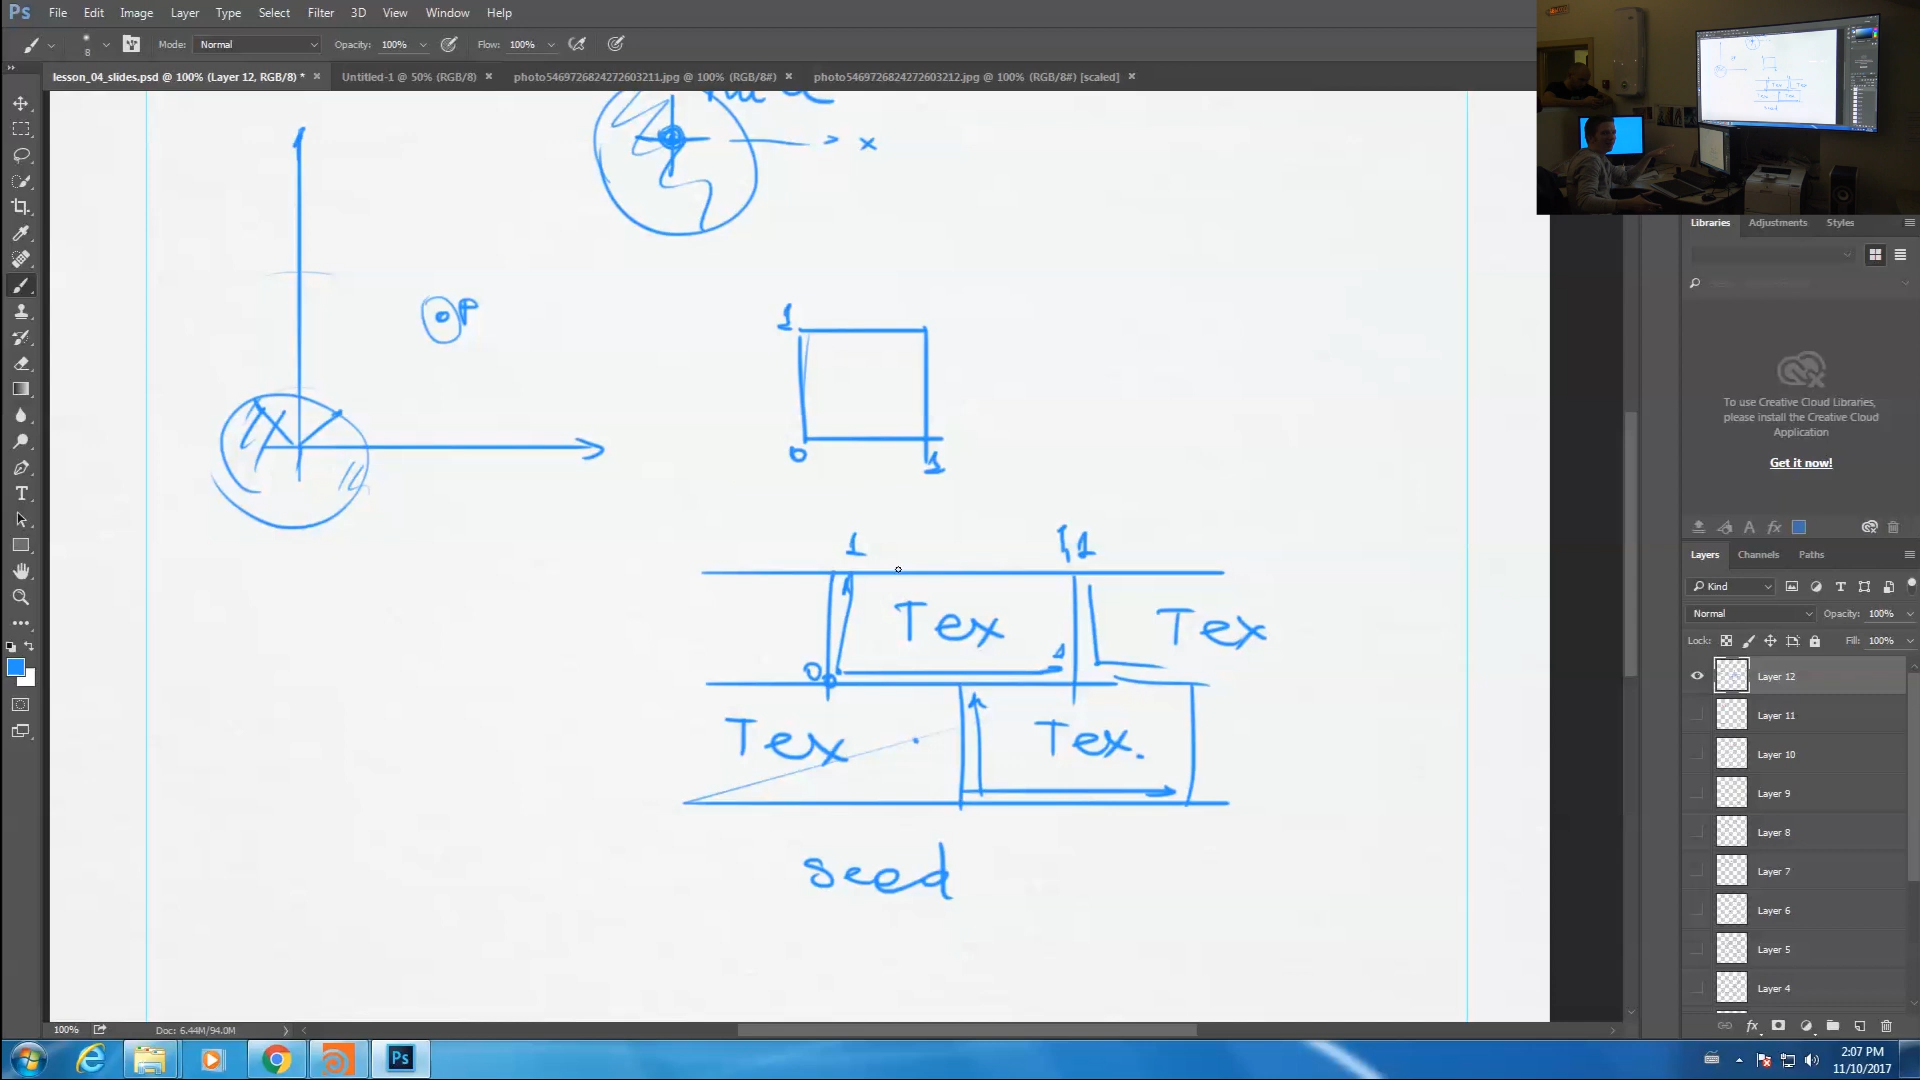 Ps File Edit Image Layer Type Select Filter 3D View Window Help
8 Mode: Normal Opacity: 100% Flow: 100%
lesson_04_slides.psd @ 100% (Layer 12, RGB/8) * × Untitled-1 @ 50% (RGB/8) × photo5469726824272603211.jpg @ 100% (RGB/8#) × photo5469726824272603212.jpg @ 100% (RGB/8#) [scaled] ×
x
P
1
0 1
1 1
Tex Tex
0 1
Tex Tex.
seed
Libraries Adjustments Styles
To use Creative Cloud Libraries,
please install the Creative Cloud
Application
Get it now!
Layers Channels Paths
Kind
Normal Opacity: 100%
Lock: Fill: 100%
Layer 12
Layer 11
Layer 10
Layer 9
Layer 8
Layer 7
Layer 6
Layer 5
Layer 4
100% Doc: 6.44M/94.0M
Ps
2:07 PM
11/10/2017